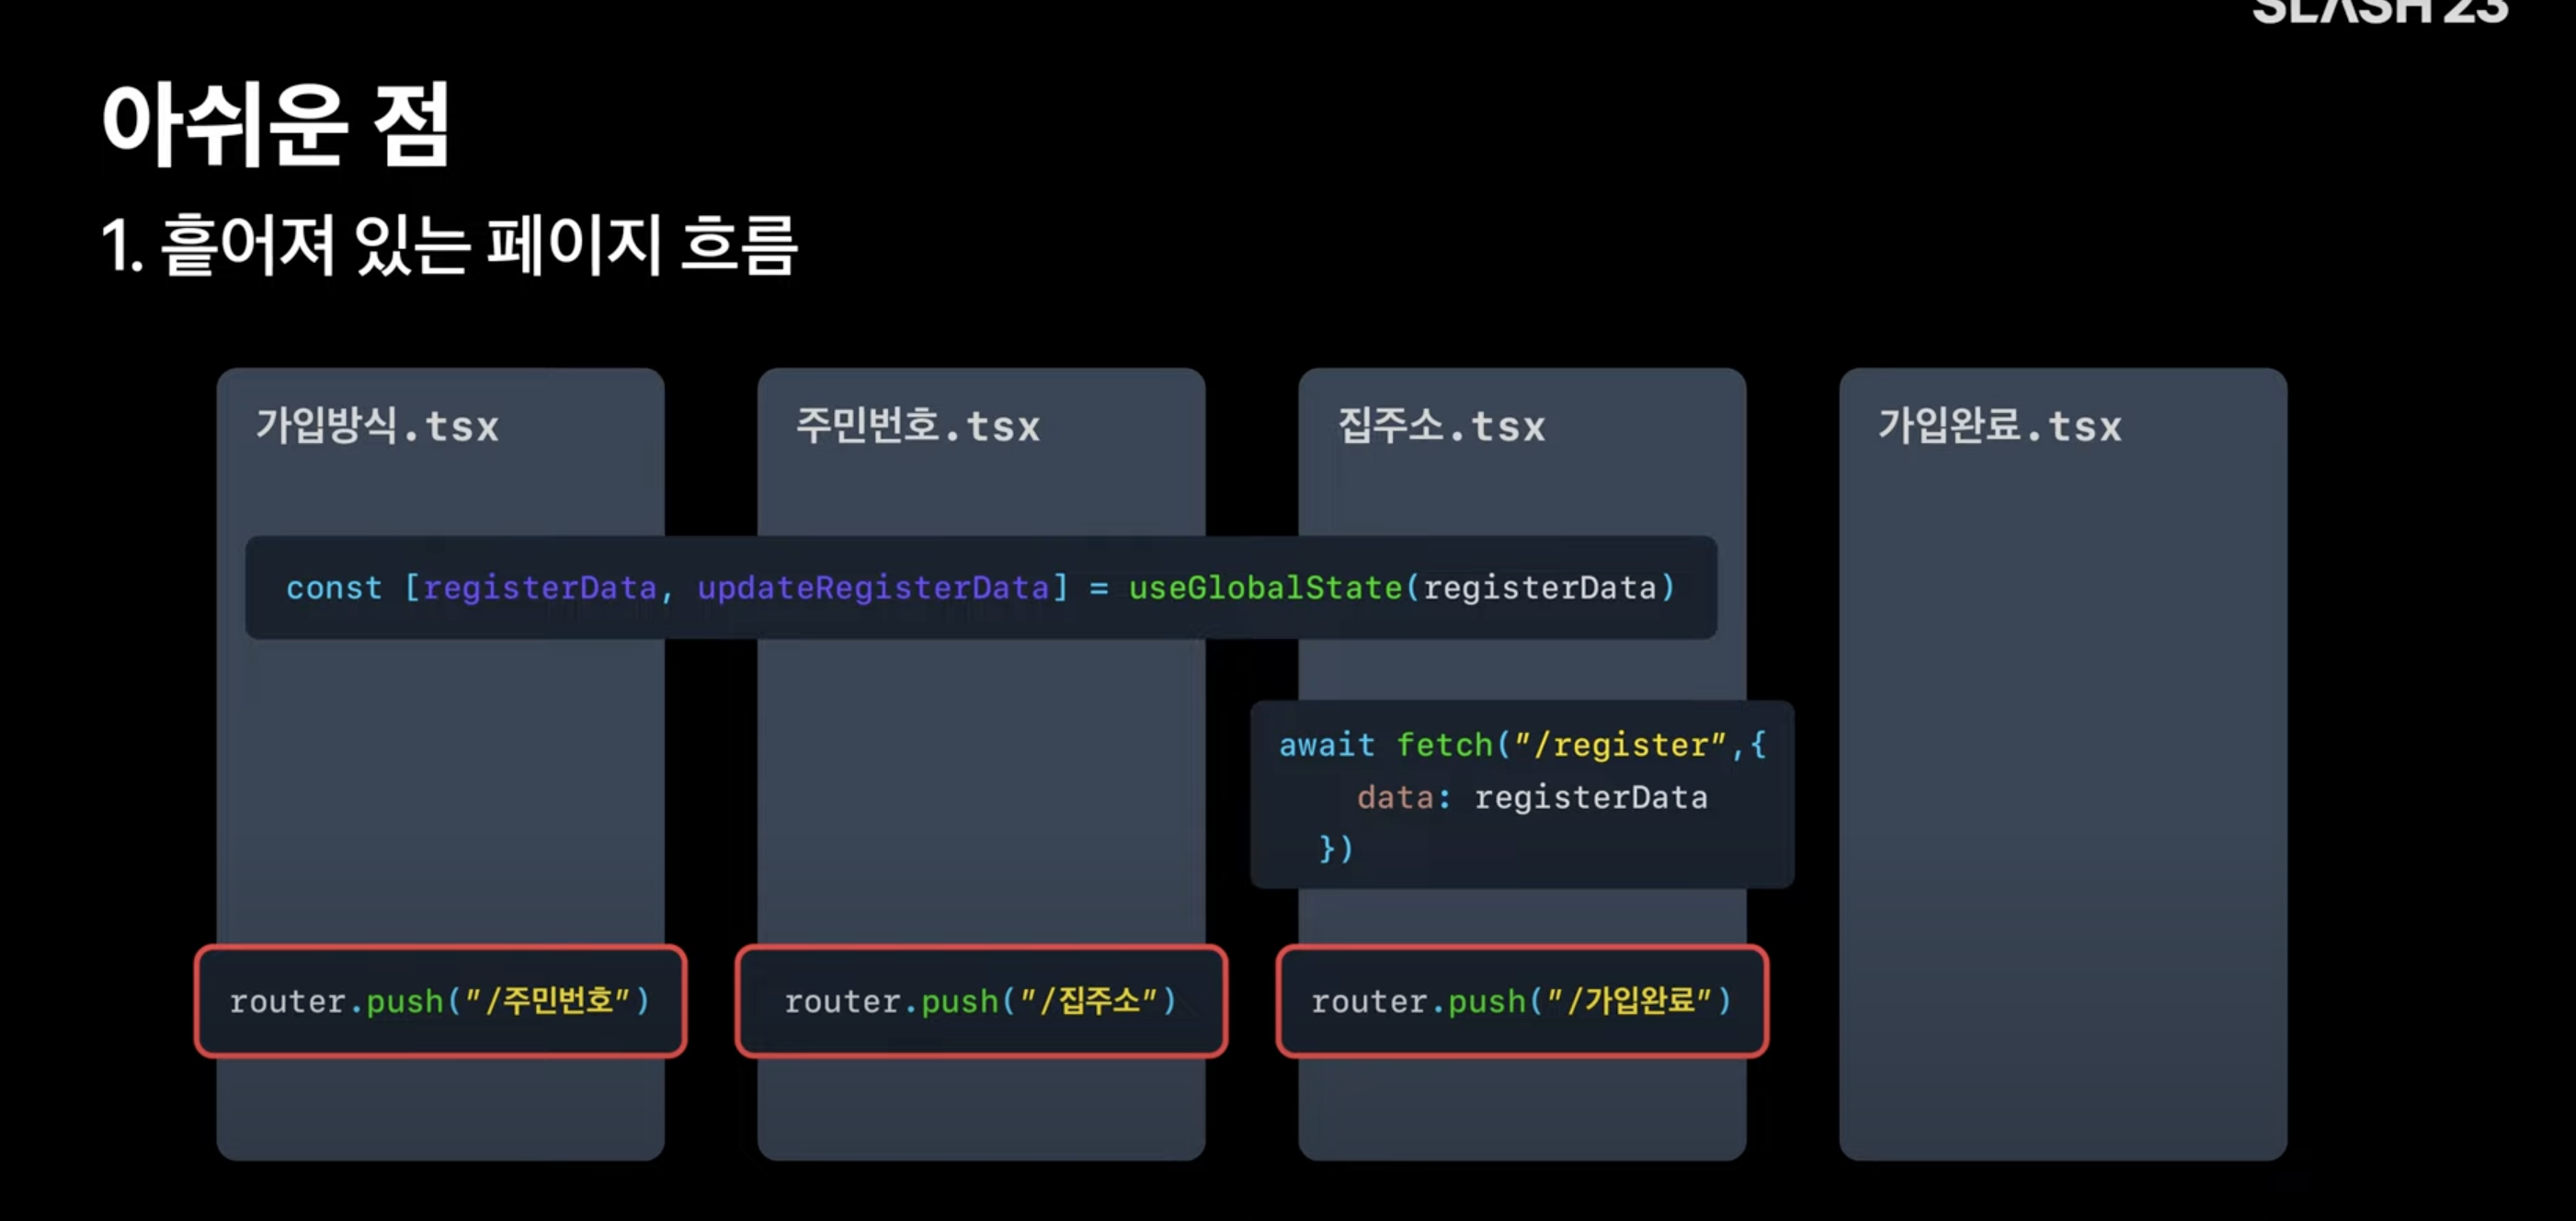 SLASH 23
아쉬운 점
1. 흩어져 있는 페이지 흐름
가입방식.tsx
주민번호.tsx
집주소.tsx
가입완료.tsx
const [registerData, updateRegisterData] = useGlobalState(registerData)
await fetch("/register",{
data: registerData
})
router.push("/주민번호")
router.push("/집주소")
router.push("/가입완료")